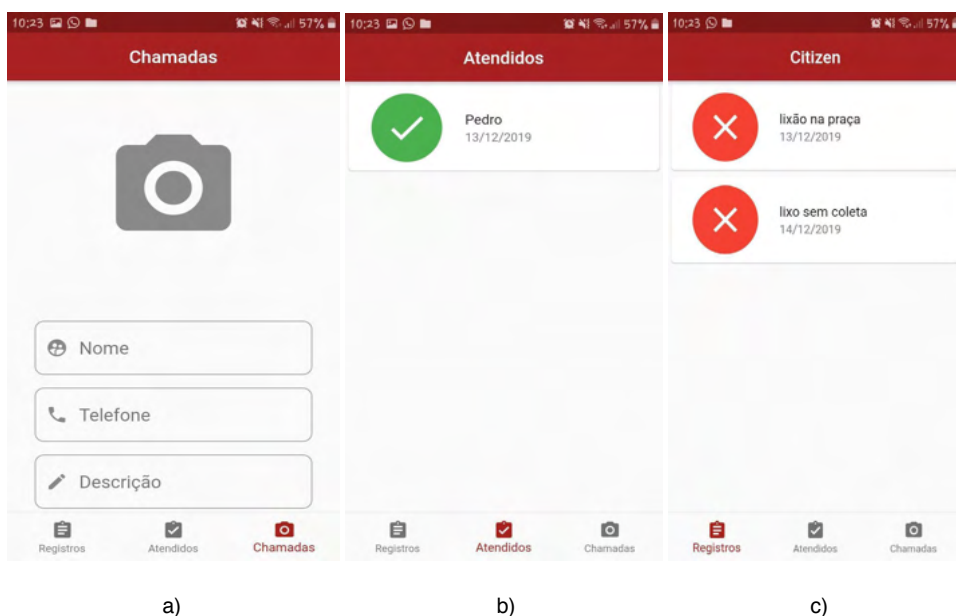 10:23 57%
Chamadas
Nome
Telefone
Descrição
Registros Atendidos Chamadas
a)
10:23 57%
Atendidos
Pedro
13/12/2019
Registros Atendidos Chamadas
b)
10:23 57%
Citizen
lixão na praça
13/12/2019
lixo sem coleta
14/12/2019
Registros Atendidos Chamadas
c)